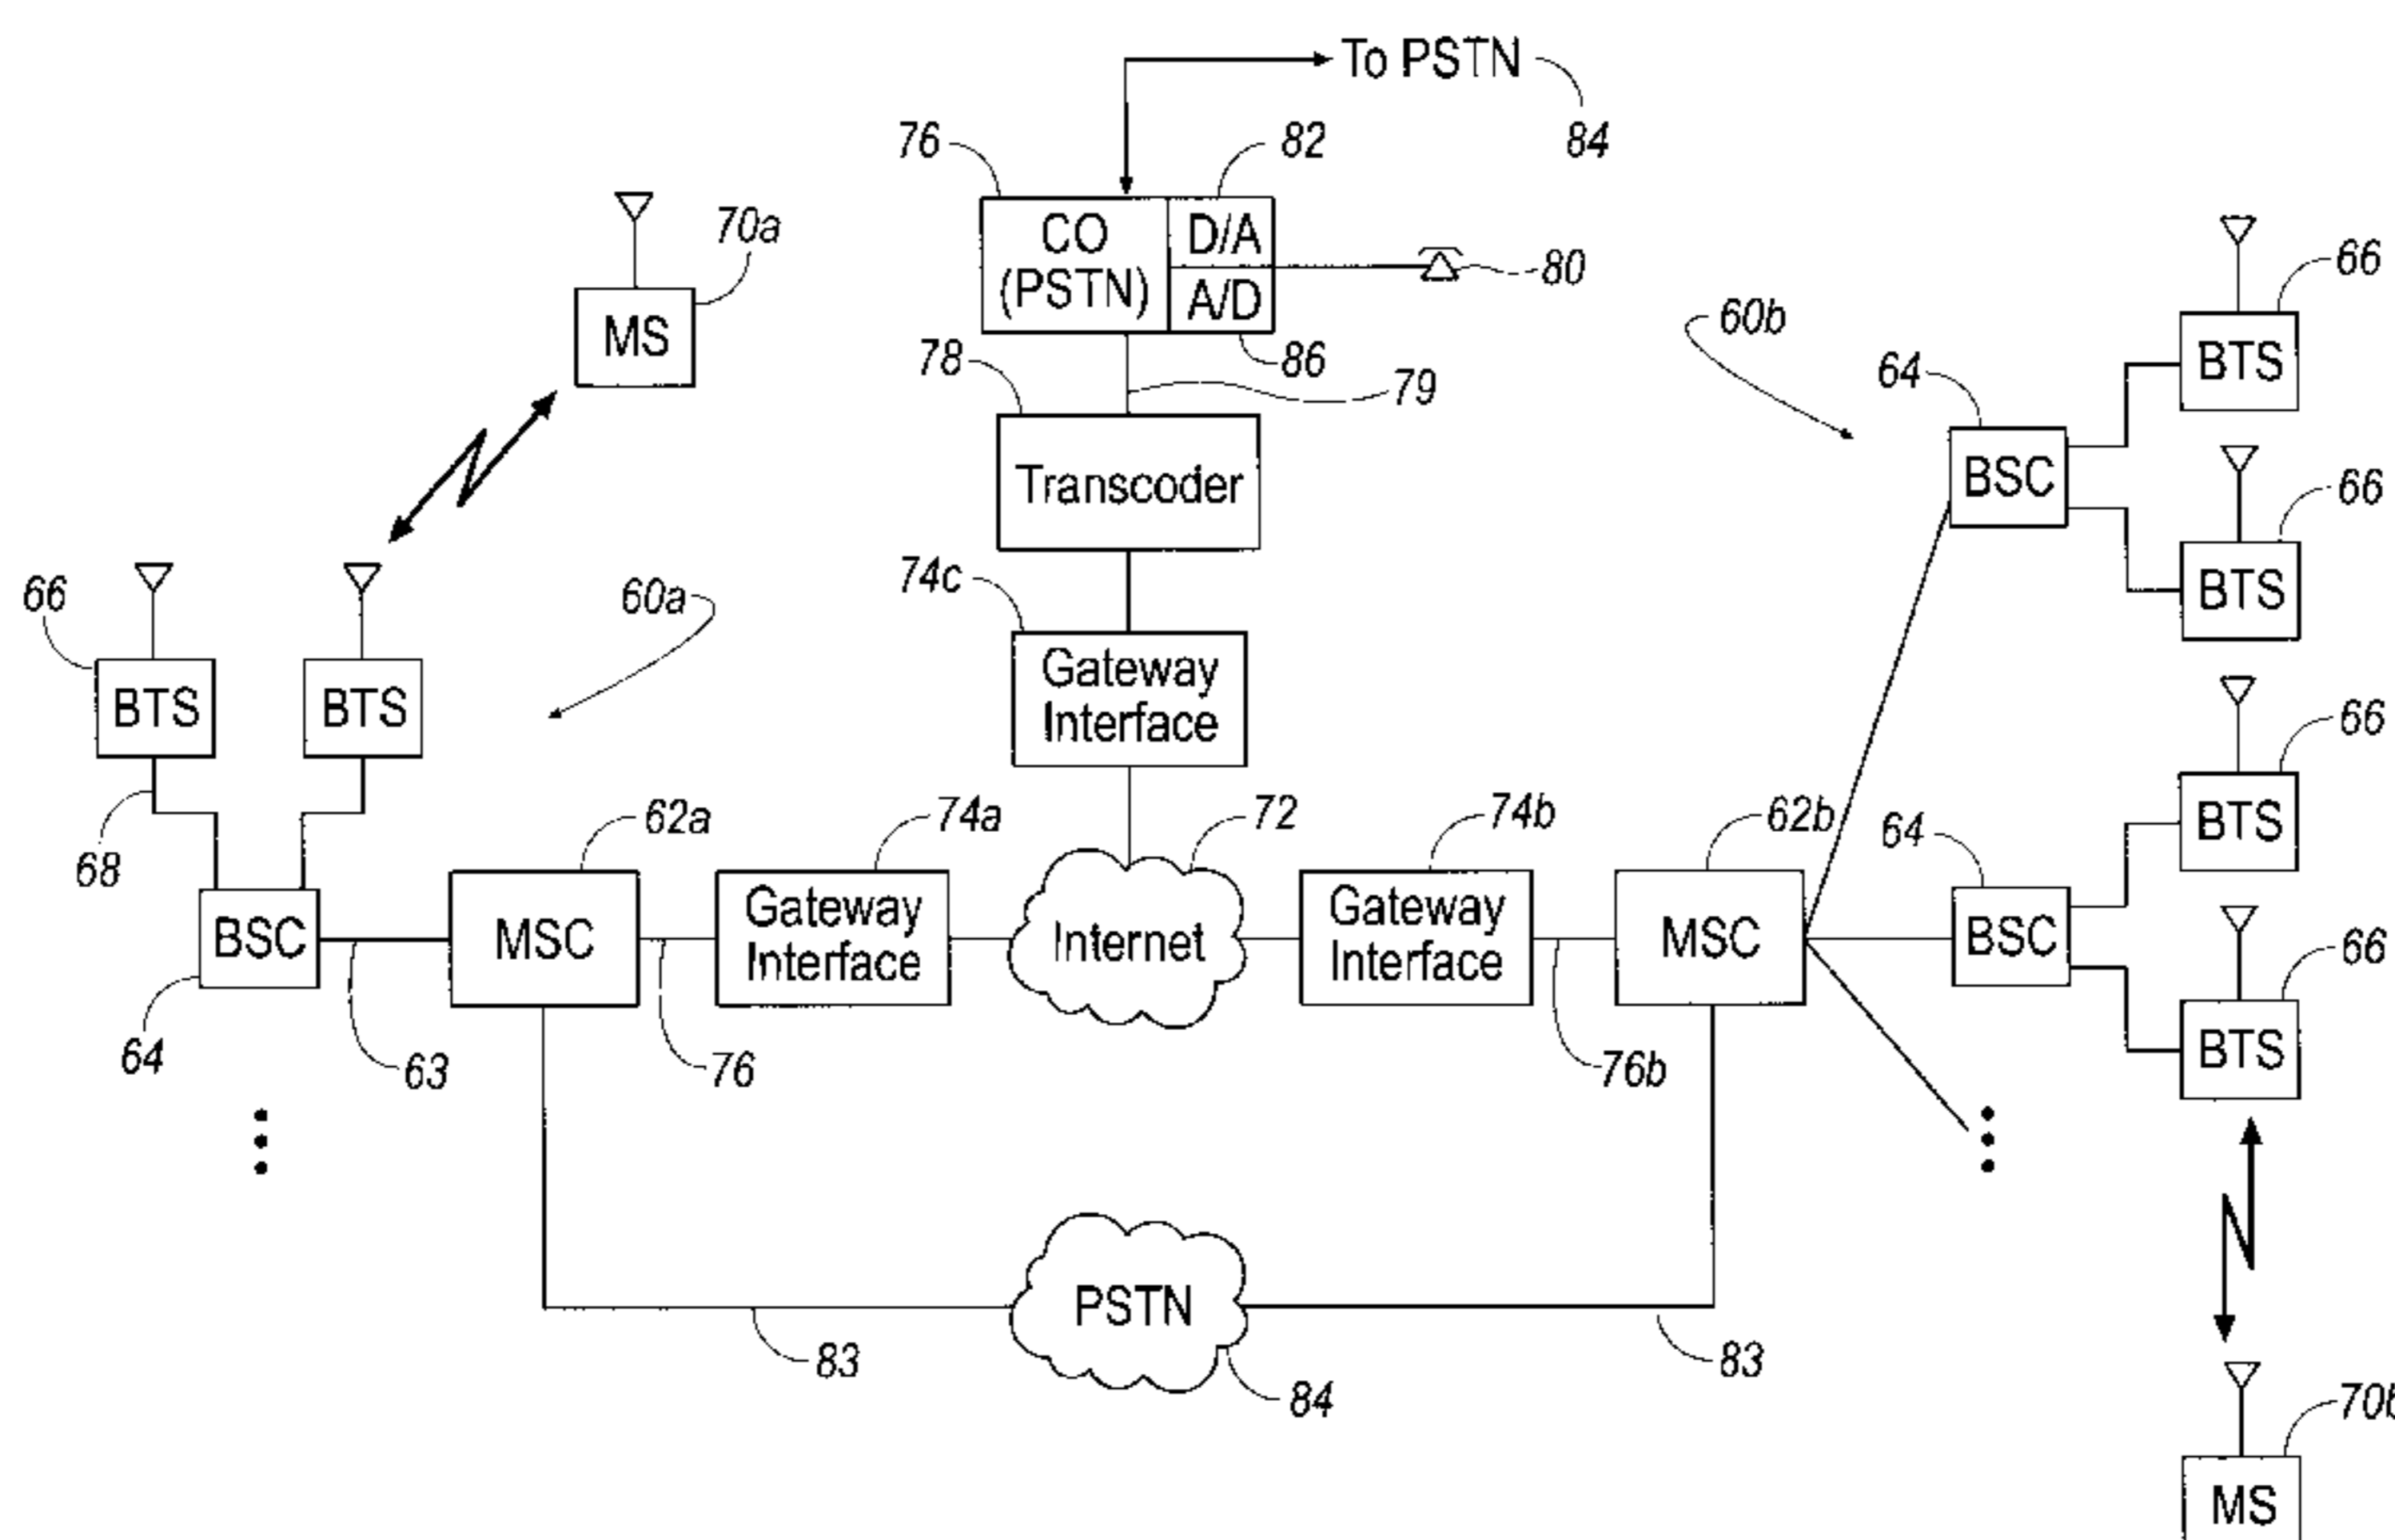 To PSTN
84
76
82
CO
(PSTN)
D/A
A/D
80
86
70a
MS
78
79
Transcoder
60b
64
BSC
66
BTS
66
BTS
74c
Gateway
Interface
60a
66
BTS
BTS
68
BSC
64
63
62a
MSC
76
74a
Gateway
Interface
72
Internet
74b
Gateway
Interface
76b
62b
MSC
64
BSC
66
BTS
66
BTS
83
PSTN
84
83
70b
MS